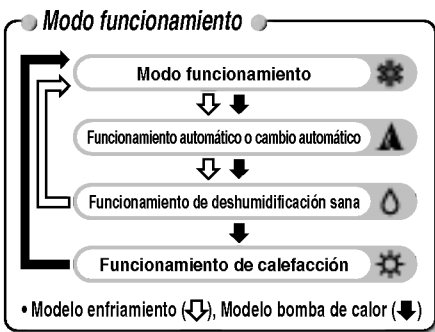 Modo funcionamiento
Modo funcionamiento
Funcionamiento automático o cambio automático
Funcionamiento de deshumidificación sana
Funcionamiento de calefacción
• Modelo enfriamiento (⇩), Modelo bomba de calor (⬇)